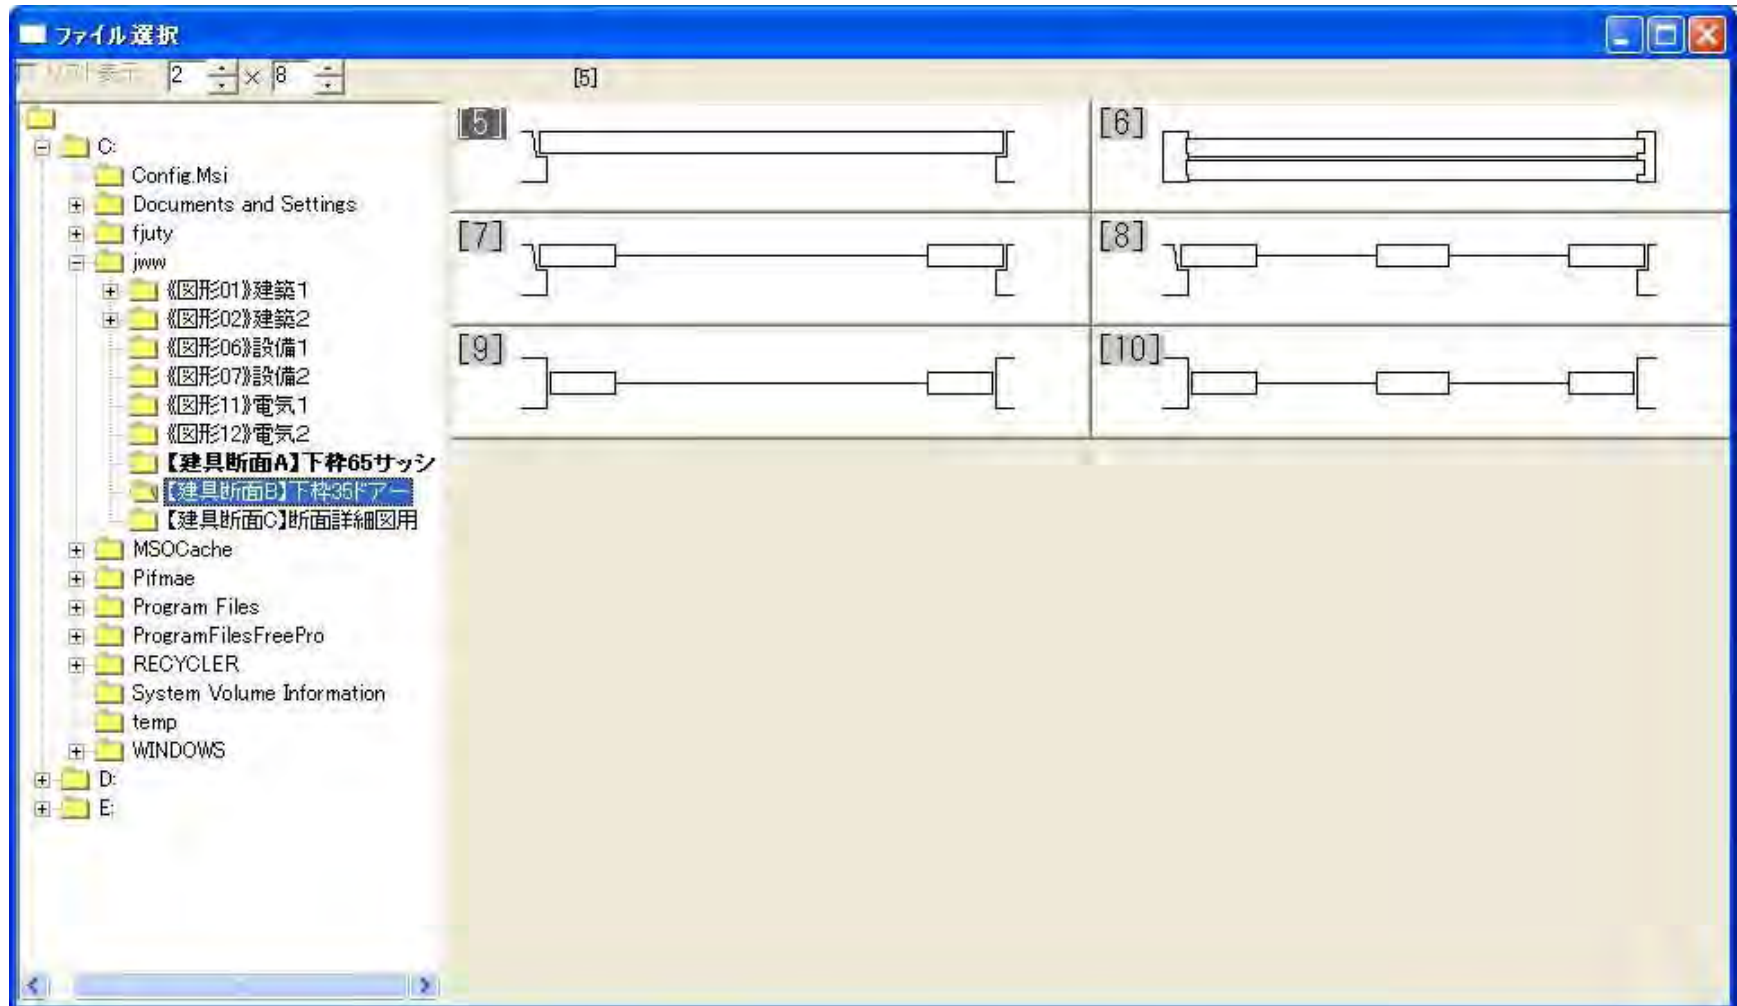 ファイル選択
リスト表示 2 × 8 [5]
C:
Config.Msi
Documents and Settings
fjuty
jww
《図形01》建築1
《図形02》建築2
《図形06》設備1
《図形07》設備2
《図形11》電気1
《図形12》電気2
【建具断面A】下枠65サッシ
【建具断面B】下枠35ドアー
【建具断面C】断面詳細図用
MSOCache
Pifmae
Program Files
ProgramFilesFreePro
RECYCLER
System Volume Information
temp
WINDOWS
D:
E:
[5] [6]
[7] [8]
[9] [10]